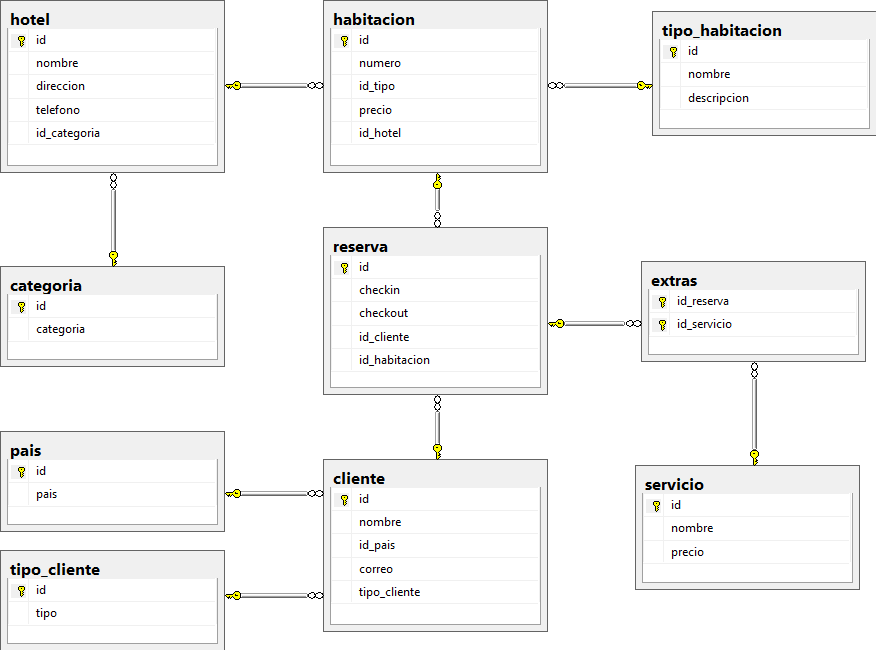 hotel
id
nombre
direccion
telefono
id_categoria
habitacion
id
numero
id_tipo
precio
id_hotel
tipo_habitacion
id
nombre
descripcion
categoria
id
categoria
reserva
id
checkin
checkout
id_cliente
id_habitacion
extras
id_reserva
id_servicio
pais
id
pais
cliente
id
nombre
id_pais
correo
tipo_cliente
servicio
id
nombre
precio
tipo_cliente
id
tipo